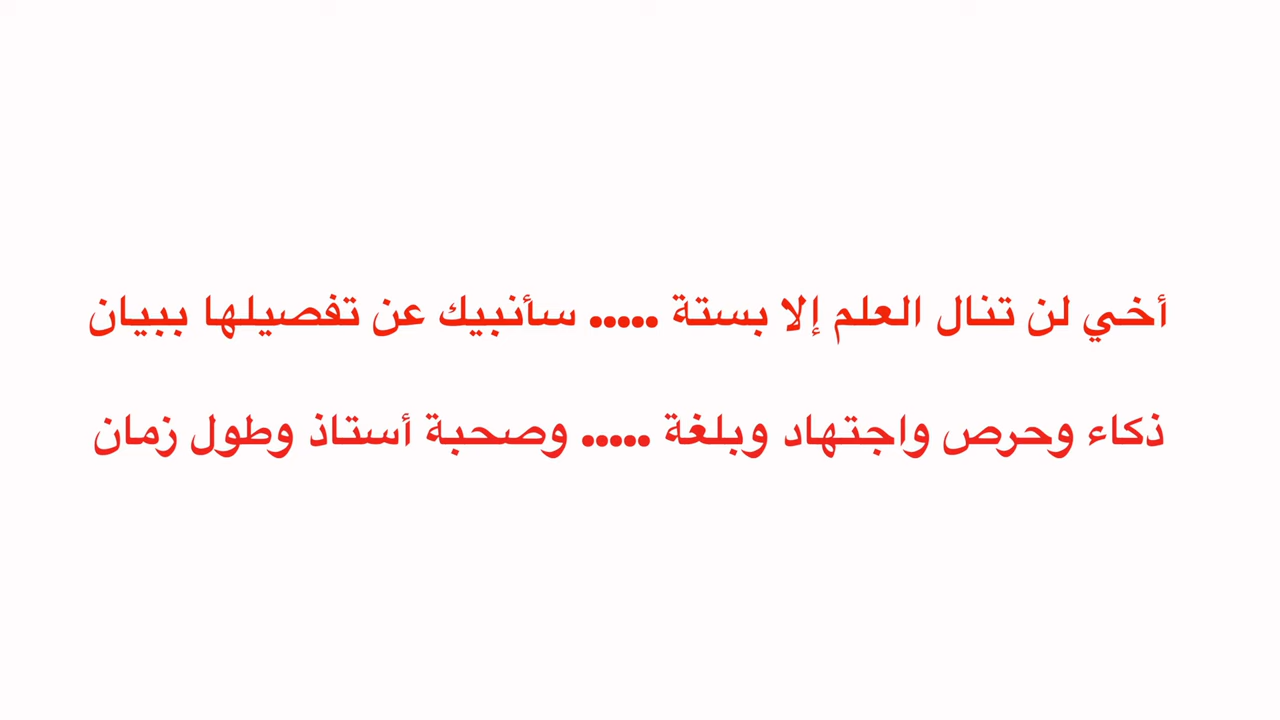 أخي لن تنال العلم إلا بستة ..... سأنبيك عن تفصيلها ببيان
ذكاء وحرص واجتهاد وبلغة ..... وصحبة أستاذ وطول زمان